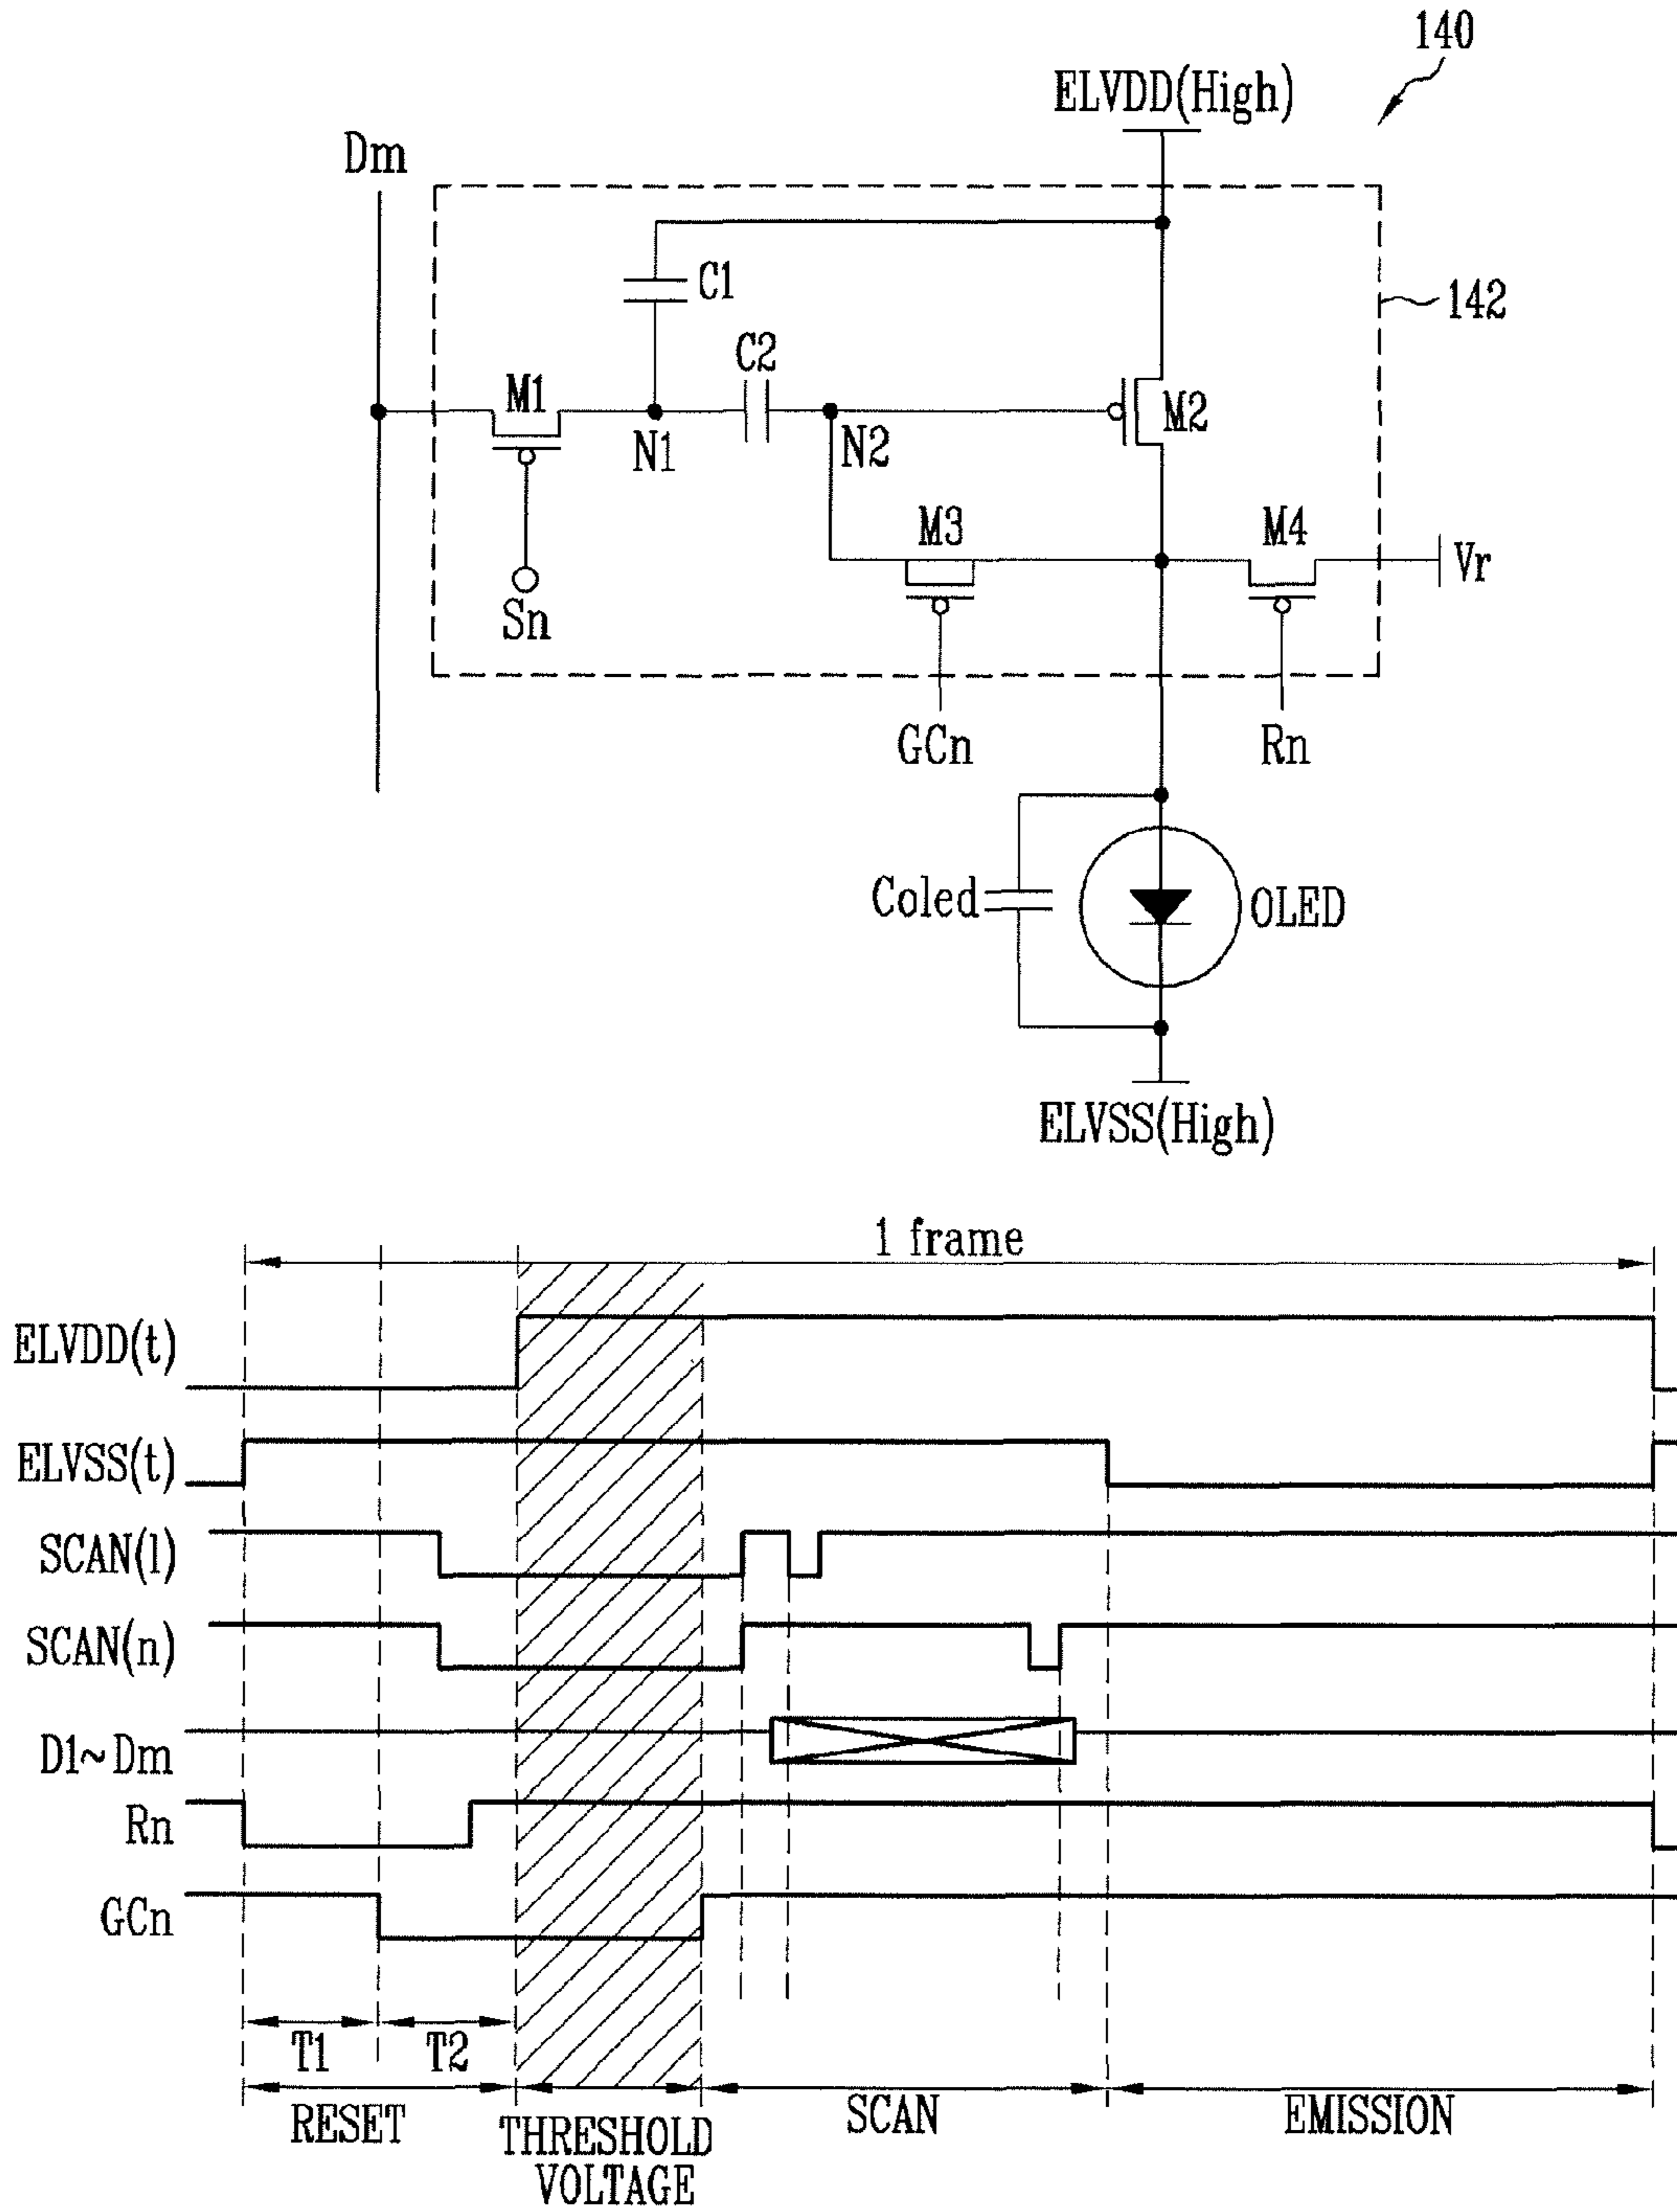 140
ELVDD(High)
Dm
C1
142
C2
M1
M2
N1
N2
M3
M4
Vr
Sn
GCn
Rn
Coled
OLED
ELVSS(High)
1 frame
ELVDD(t)
ELVSS(t)
SCAN(1)
SCAN(n)
D1~Dm
Rn
GCn
T1
T2
RESET
THRESHOLD
VOLTAGE
SCAN
EMISSION